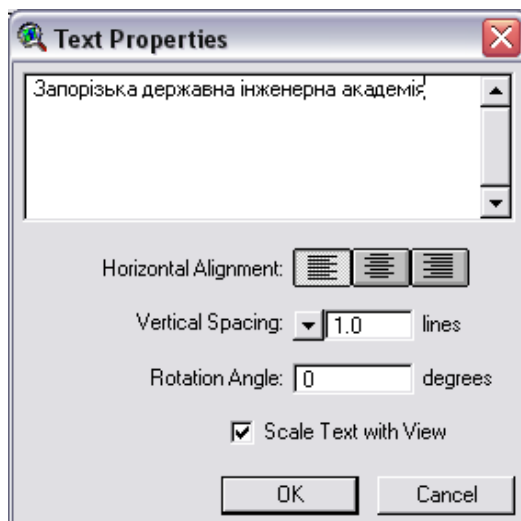 Text Properties
Запорізька державна інженерна академія
Horizontal Alignment:
Vertical Spacing: 1.0 lines
Rotation Angle: 0 degrees
Scale Text with View
OK Cancel